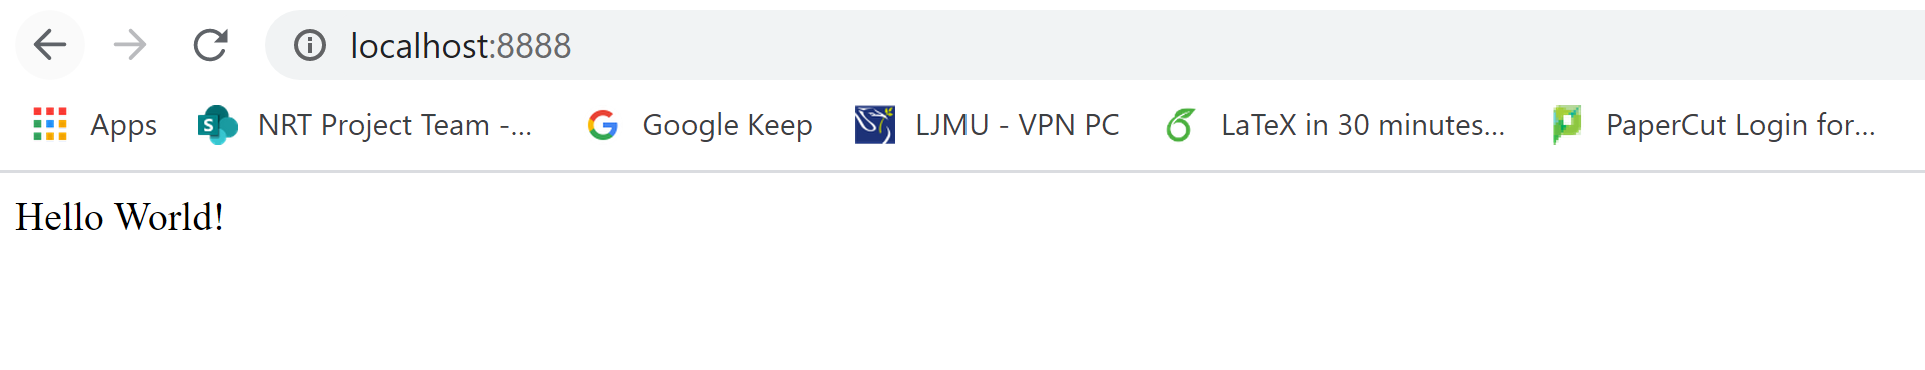 localhost:8888
Apps NRT Project Team -... Google Keep LJMU - VPN PC LaTeX in 30 minutes... PaperCut Login for...
Hello World!